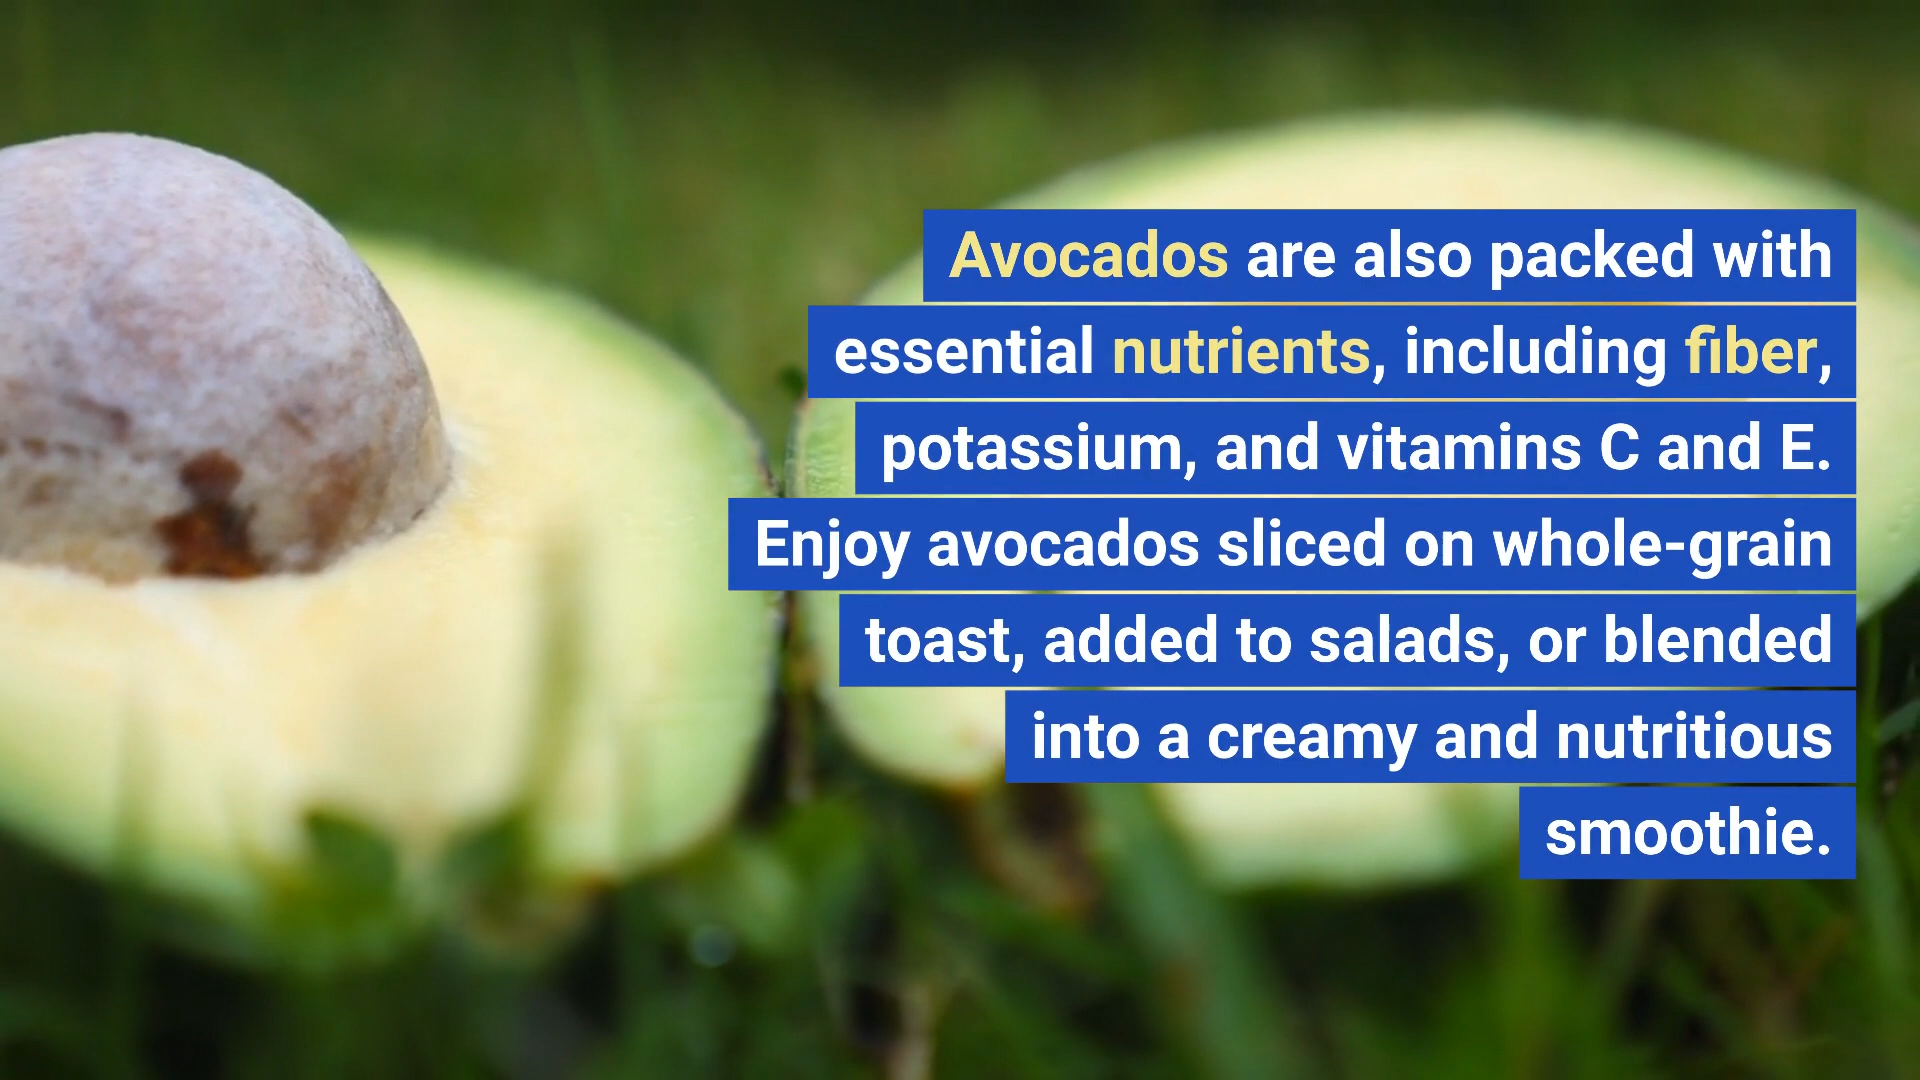 Avocados are also packed with
essential nutrients, including fiber,
potassium, and vitamins C and E.
Enjoy avocados sliced on whole-grain
toast, added to salads, or blended
into a creamy and nutritious
smoothie.